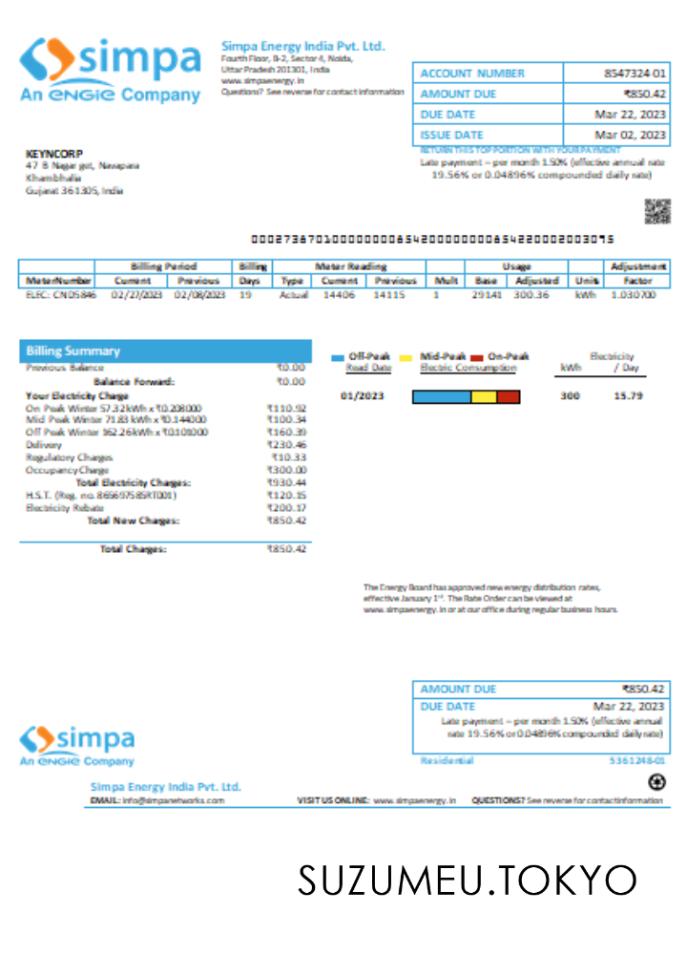 simpa
An ENGIE Company
Simpa Energy India Pvt. Ltd.
Fourth Floor, B-2, Sector 4, Noida,
Uttar Pradesh 201301, India
www.simpaenergy.in
Questions? See reverse for contact information
ACCOUNT NUMBER 8547324-01
AMOUNT DUE ₹850.42
DUE DATE Mar 22, 2023
ISSUE DATE Mar 02, 2023
RETURN THIS TOP PORTION WITH YOUR PAYMENT
Late payment – per month 1.50% (effective annual rate
19.56% or 0.04896% compounded daily rate)
KEYNCORP
47 B Nagar got, Navapara
Khambhalia
Gujarat 361305, India
Billing Period Billing Meter Reading Usage Adjustment
MeterNumber Current Previous Days Type Current Previous Mult Base Adjusted Units Factor
ELEC: CND5846 02/27/2023 02/08/2023 19 Actual 14406 14115 1 29141 300.36 kWh 1.030700
Billing Summary
Previous Balance ₹0.00
Balance Forward: ₹0.00
Your Electricity Charge
On Peak Winter 57.32kWh x ₹0.208000 ₹110.92
Mid Peak Winter 71.83 kWh x ₹0.144000 ₹100.34
Off Peak Winter 162.26kWh x ₹0.101000 ₹160.39
Delivery ₹230.46
Regulatory Charges ₹10.33
Occupancy Charge ₹300.00
Total Electricity Charges: ₹930.44
H.S.T. (Reg. no. 865697585RT001) ₹120.15
Electricity Rebate ₹200.17
Total New Charges: ₹850.42
Total Charges: ₹850.42
Off-Peak Mid-Peak On-Peak
Read Date Electric Consumption
Electricity
kWh / Day
01/2023 300 15.79
The Energy Board has approved new energy distribution rates,
effective January 1st. The Rate Order can be viewed at
www.simpaenergy.in or at our office during regular business hours.
AMOUNT DUE ₹850.42
DUE DATE Mar 22, 2023
Late payment – per month 1.50% (effective annual
rate 19.56% or 0.04896% compounded daily rate)
Residential 5361248-01
simpa
An ENGIE Company
Simpa Energy India Pvt. Ltd.
EMAIL: info@simpanetworks.com VISIT US ONLINE: www.simpaenergy.in QUESTIONS? See reverse for contact information
SUZUMEU.TOKYO